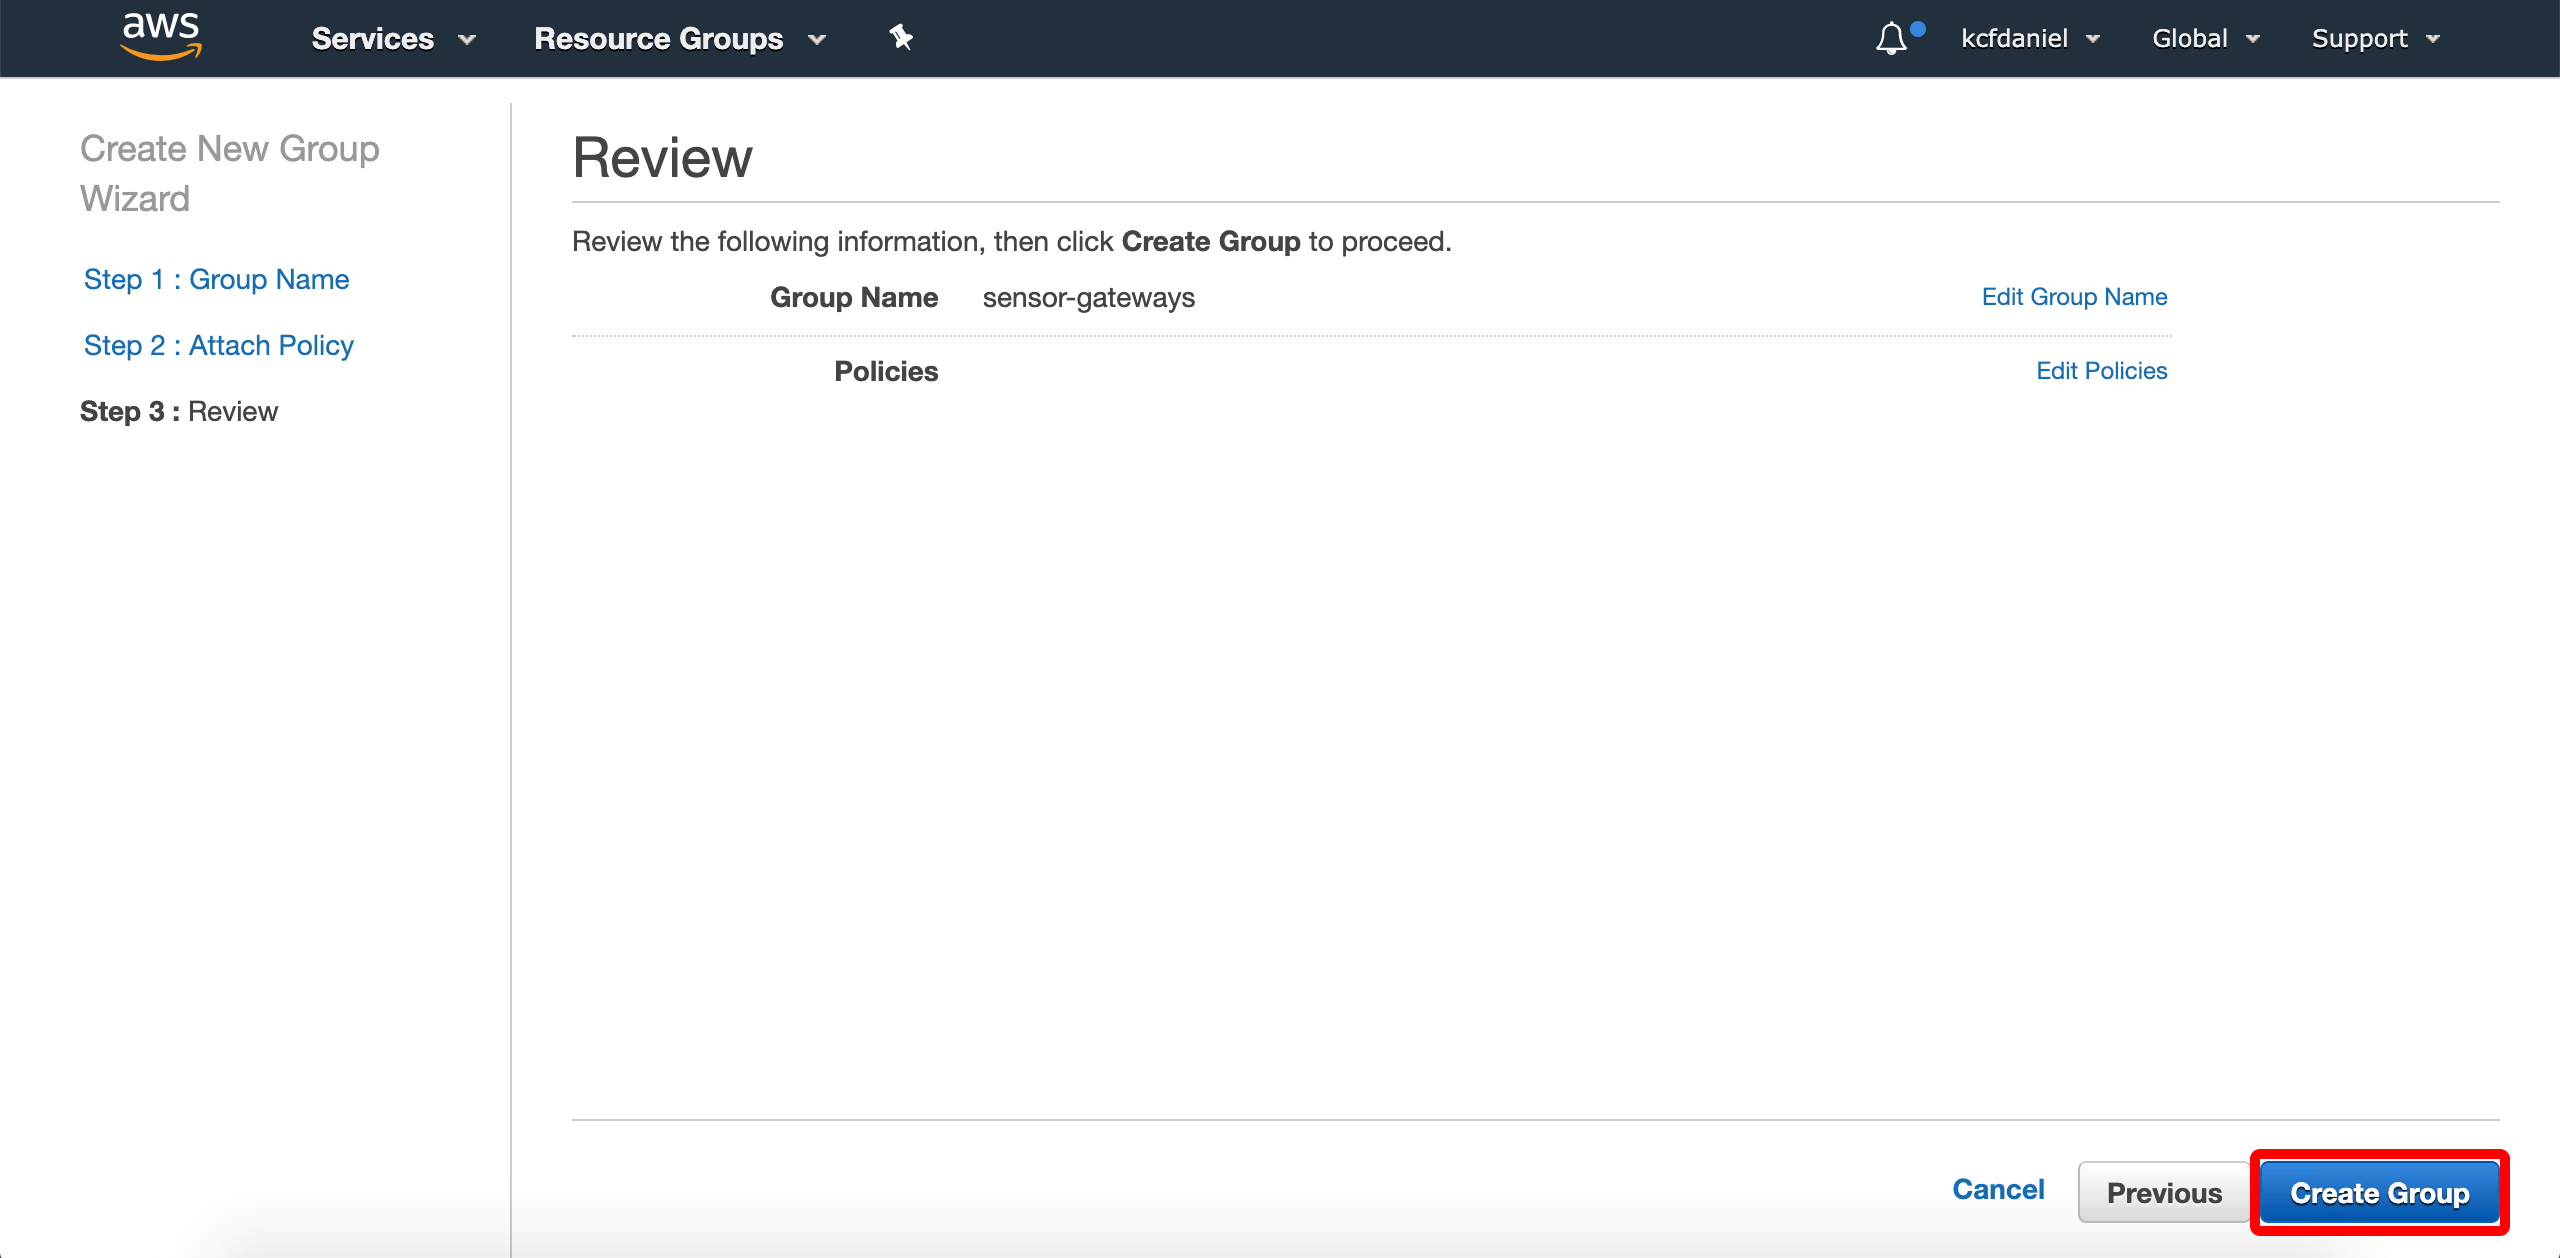 aws
Services
Resource Groups
kcfdaniel
Global
Support
Create New Group
Wizard
Step 1 : Group Name
Step 2 : Attach Policy
Step 3 : Review
Review
Review the following information, then click Create Group to proceed.
Group Name sensor-gateways Edit Group Name
Policies Edit Policies
Cancel
Previous
Create Group